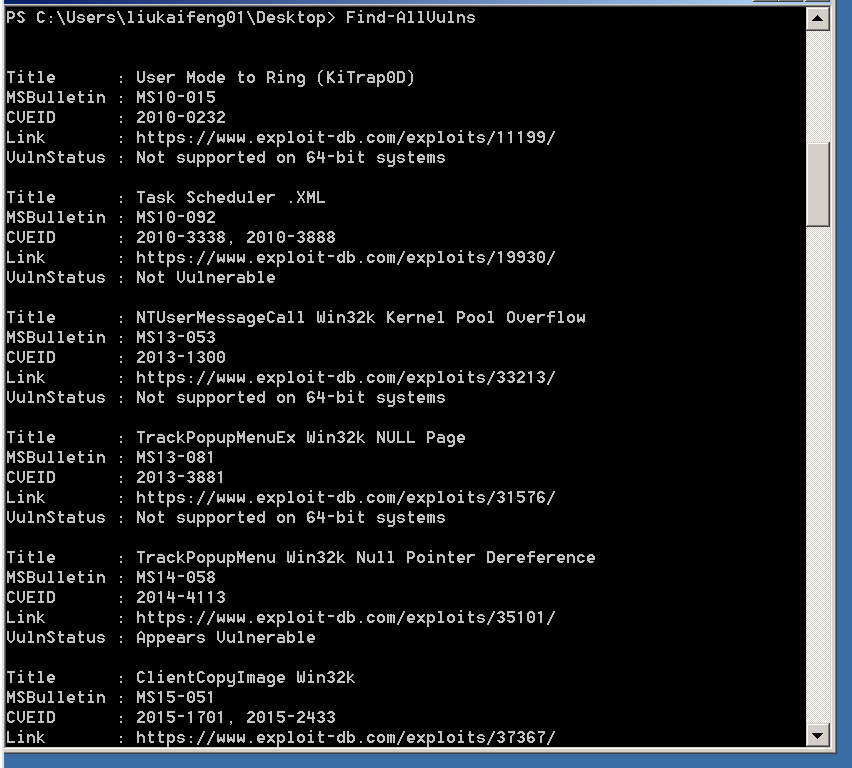 PS C:\Users\liukaifeng01\Desktop> Find-AllVulns
Title       : User Mode to Ring (KiTrap0D)
MSBulletin : MS10-015
CVEID       : 2010-0232
Link        : https://www.exploit-db.com/exploits/11199/
VulnStatus : Not supported on 64-bit systems
Title       : Task Scheduler .XML
MSBulletin : MS10-092
CVEID       : 2010-3338, 2010-3888
Link        : https://www.exploit-db.com/exploits/19930/
VulnStatus : Not Vulnerable
Title       : NTUserMessageCall Win32k Kernel Pool Overflow
MSBulletin : MS13-053
CVEID       : 2013-1300
Link        : https://www.exploit-db.com/exploits/33213/
VulnStatus : Not supported on 64-bit systems
Title       : TrackPopupMenuEx Win32k NULL Page
MSBulletin : MS13-081
CVEID       : 2013-3881
Link        : https://www.exploit-db.com/exploits/31576/
VulnStatus : Not supported on 64-bit systems
Title       : TrackPopupMenu Win32k Null Pointer Dereference
MSBulletin : MS14-058
CVEID       : 2014-4113
Link        : https://www.exploit-db.com/exploits/35101/
VulnStatus : Appears Vulnerable
Title       : ClientCopyImage Win32k
MSBulletin : MS15-051
CVEID       : 2015-1701, 2015-2433
Link        : https://www.exploit-db.com/exploits/37367/